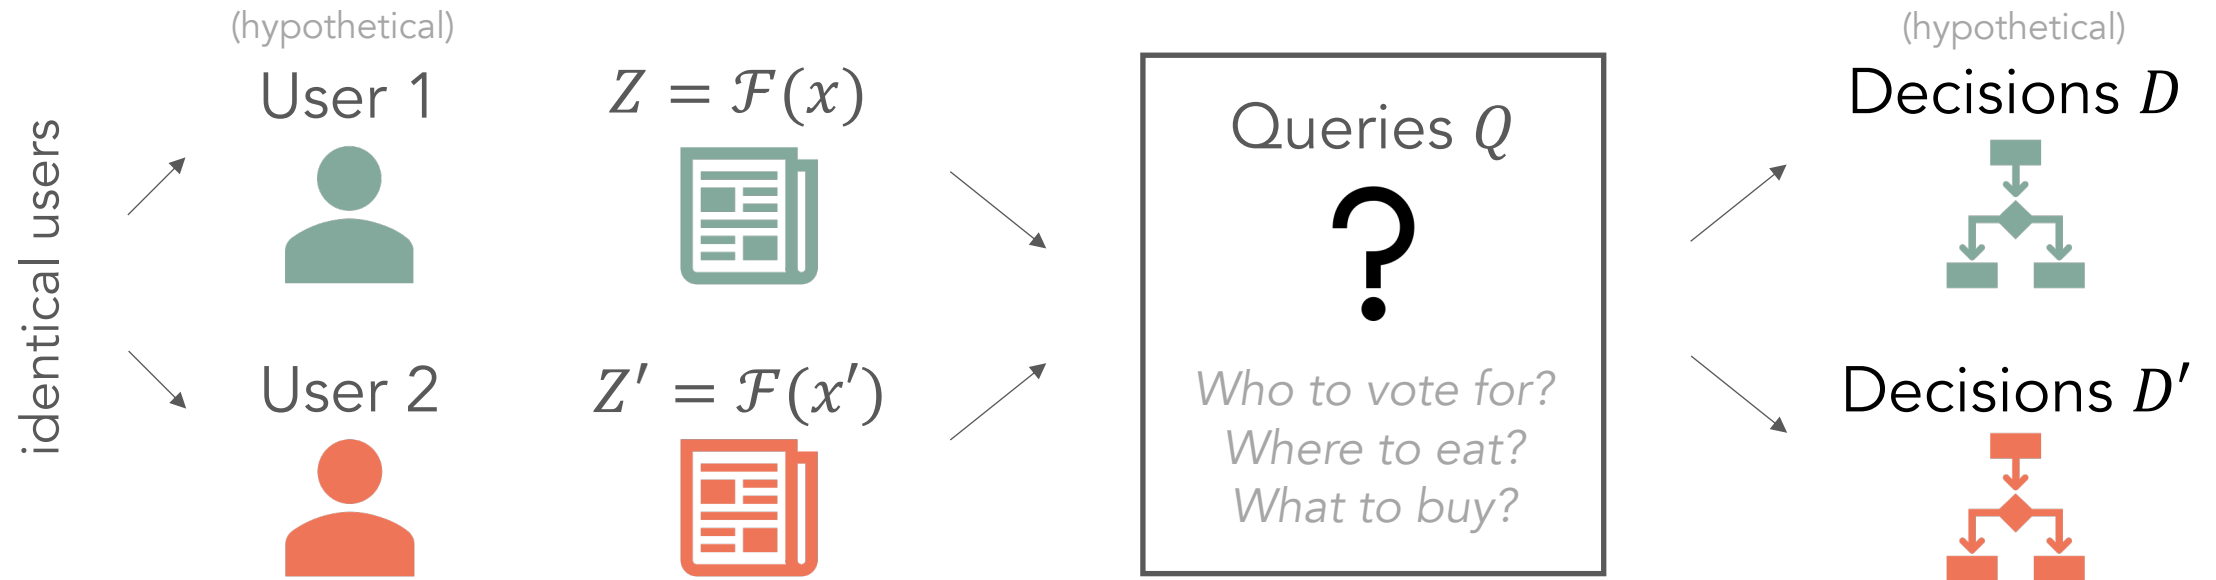 identical users
(hypothetical)
User 1
Z = ℱ(x)
User 2
Z′ = ℱ(x′)
Queries Q
?
Who to vote for?
Where to eat?
What to buy?
(hypothetical)
Decisions D
Decisions D′